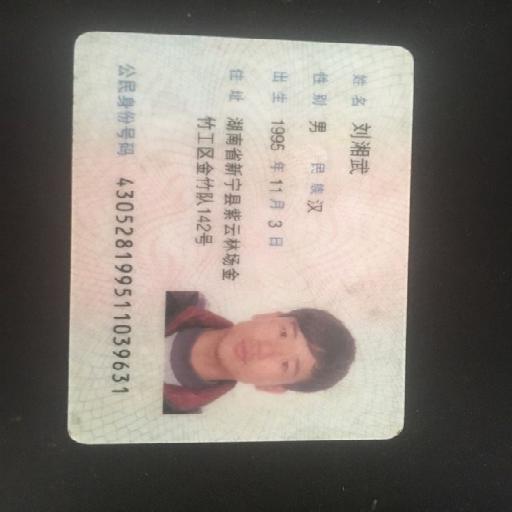 姓名 刘湘武
性别 男 民族 汉
出生 1995 年 11 月 3 日
住址 湖南省新宁县紫云林场金
竹工区金竹队142号
公民身份号码 430528199511039631